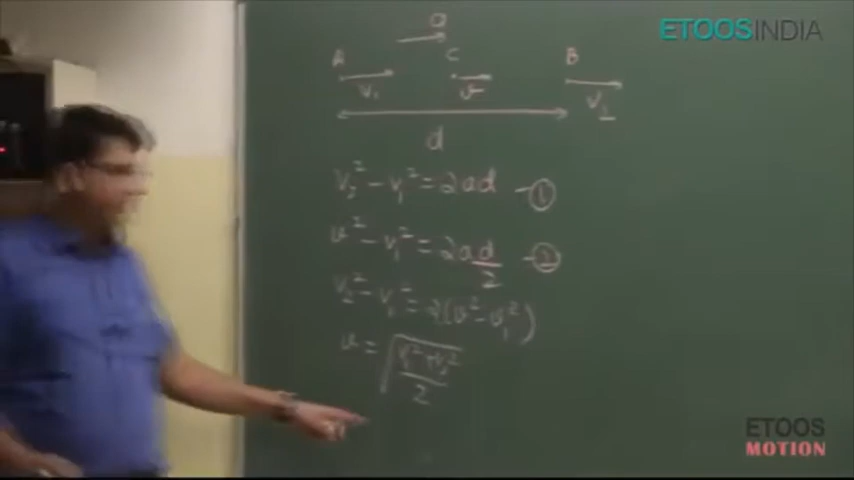 a
ETOOSINDIA
A C B
v₁ v v₂
d
v₂² - v₁² = 2ad - ①
v² - v₁² = 2a d/2 - ②
v₂² - v₁² = 2(v² - v₁²)
v = √((v₁² + v₂²)/2)
ETOOS
MOTION